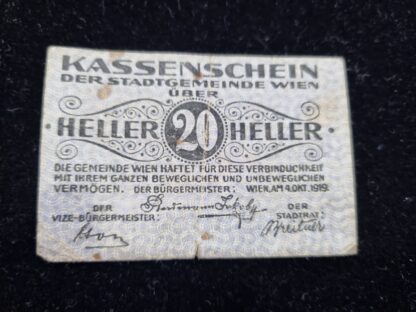 KASSENSCHEIN
DER STADTGEMEINDE WIEN
ÜBER
HELLER 20 HELLER
DIE GEMEINDE WIEN HAFTET FÜR DIESE VERBINDLICHKEIT
MIT IHREM GANZEN BEWEGLICHEN UND UNBEWEGLICHEN
VERMÖGEN. DER BÜRGERMEISTER: WIEN, AM 4. OKT. 1919.
DER
VIZE-BÜRGERMEISTER:
DER
STADTRAT:
Breitner